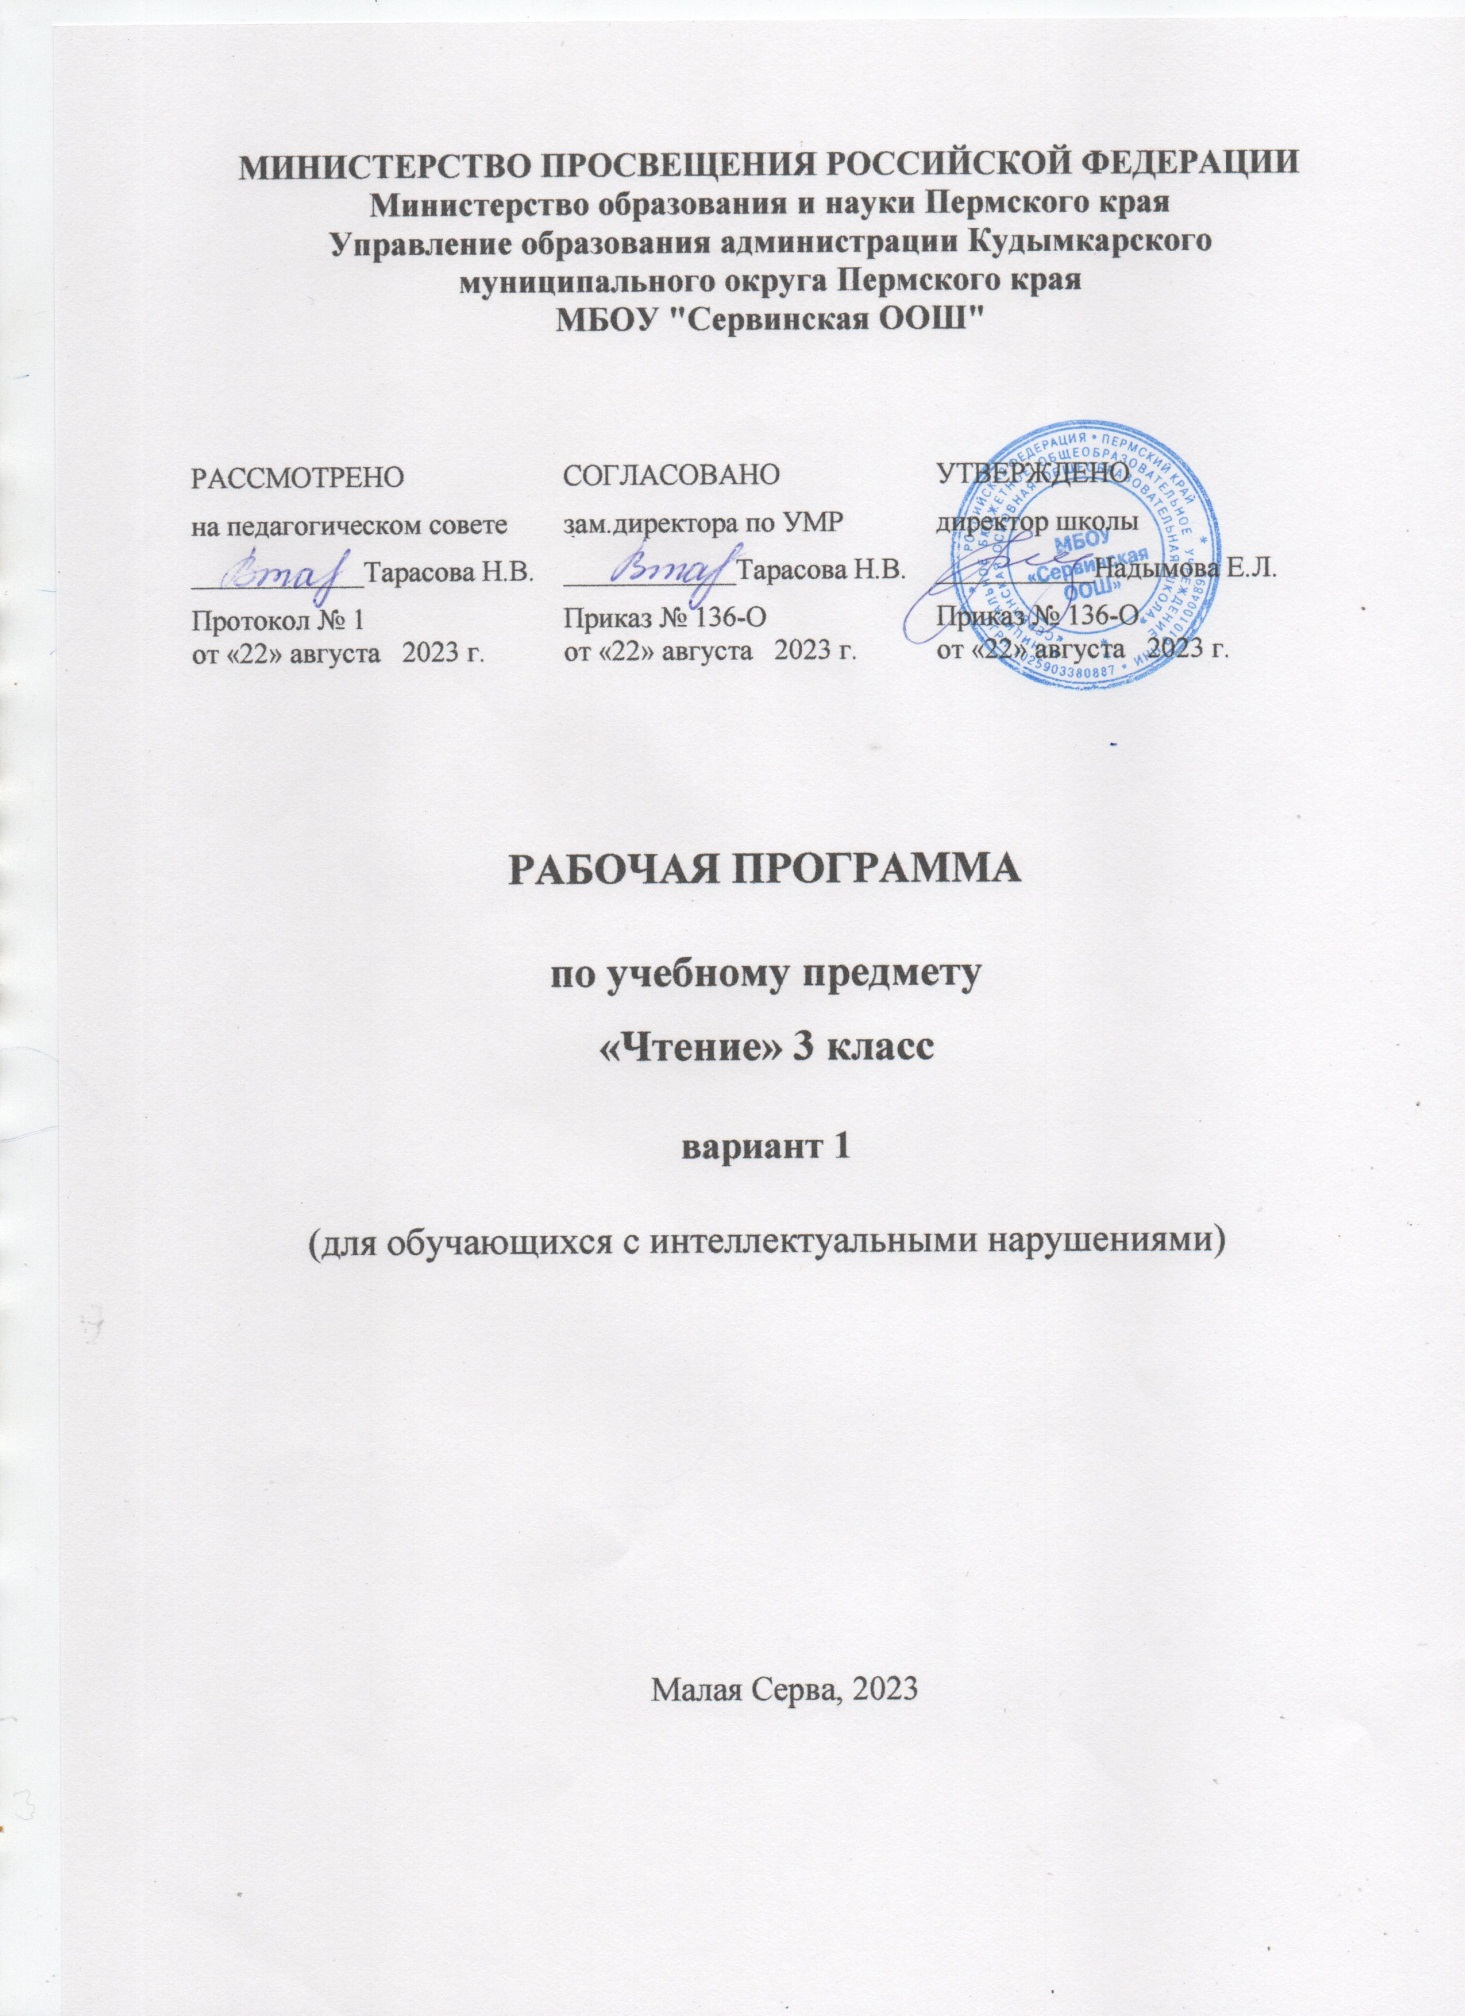 МИНИСТЕРСТВО ПРОСВЕЩЕНИЯ РОССИЙСКОЙ ФЕДЕРАЦИИ
Министерство образования и науки Пермского края
Управление образования администрации Кудымкарского
муниципального округа Пермского края
МБОУ "Сервинская ООШ"
РАССМОТРЕНО
на педагогическом совете
Тарасова Н.В.
Протокол № 1
от «22» августа 2023 г.
СОГЛАСОВАНО
зам.директора по УМР
Тарасова Н.В.
Приказ № 136-О
от «22» августа 2023 г.
УТВЕРЖДЕНО
директор школы
Надымова Е.Л.
Приказ № 136-О
от «22» августа 2023 г.
МБОУ
«Сервинская
ООШ»
РАБОЧАЯ ПРОГРАММА
по учебному предмету
«Чтение» 3 класс
вариант 1
(для обучающихся с интеллектуальными нарушениями)
Малая Серва, 2023